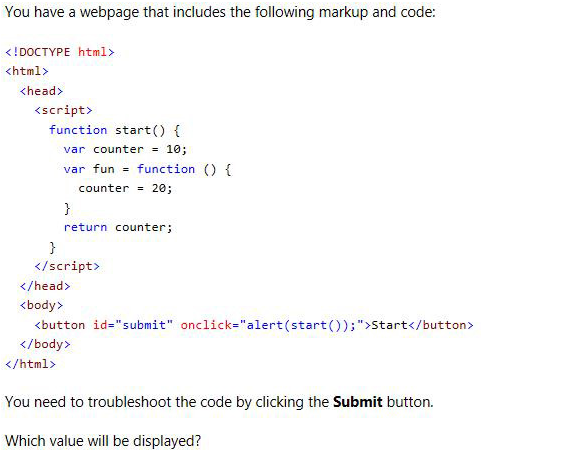 You have a webpage that includes the following markup and code:
<!DOCTYPE html>
<html>
<head>
<script>
function start() {
var counter = 10;
var fun = function () {
counter = 20;
}
return counter;
}
</script>
</head>
<body>
<button id="submit" onclick="alert(start());">Start</button>
</body>
</html>
You need to troubleshoot the code by clicking the Submit button.
Which value will be displayed?